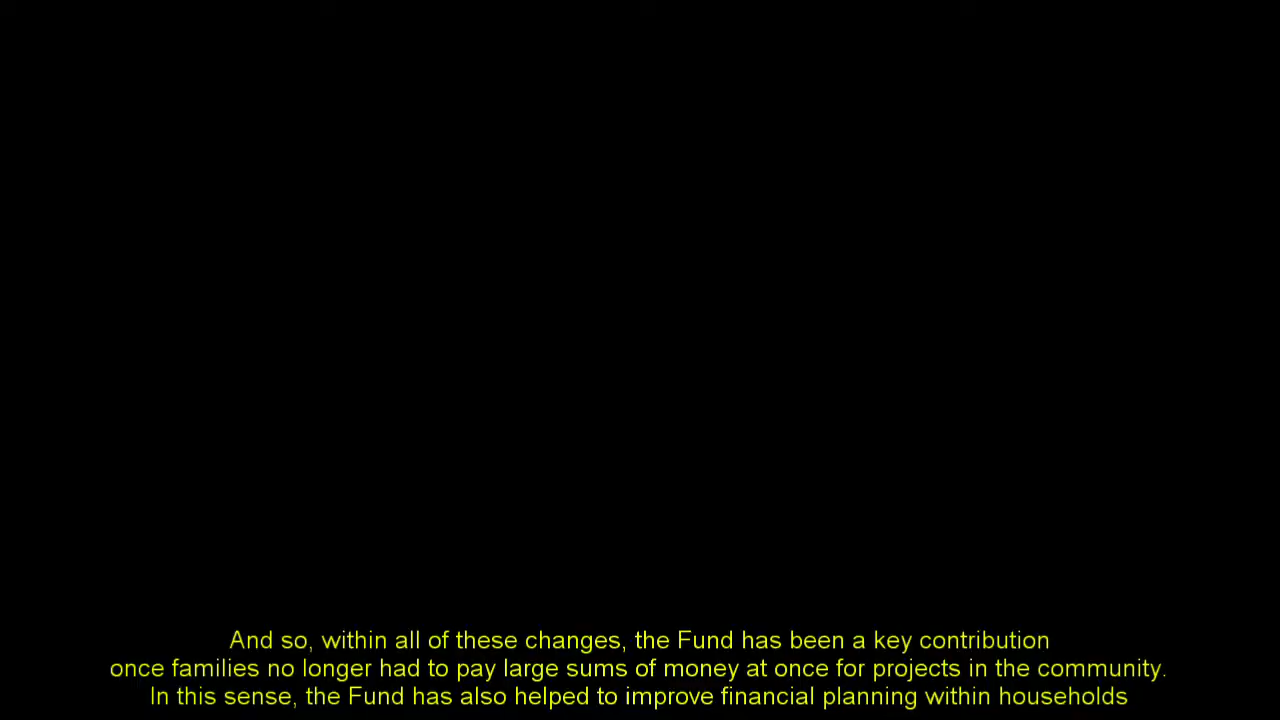 And so, within all of these changes, the Fund has been a key contribution
once families no longer had to pay large sums of money at once for projects in the community.
In this sense, the Fund has also helped to improve financial planning within households